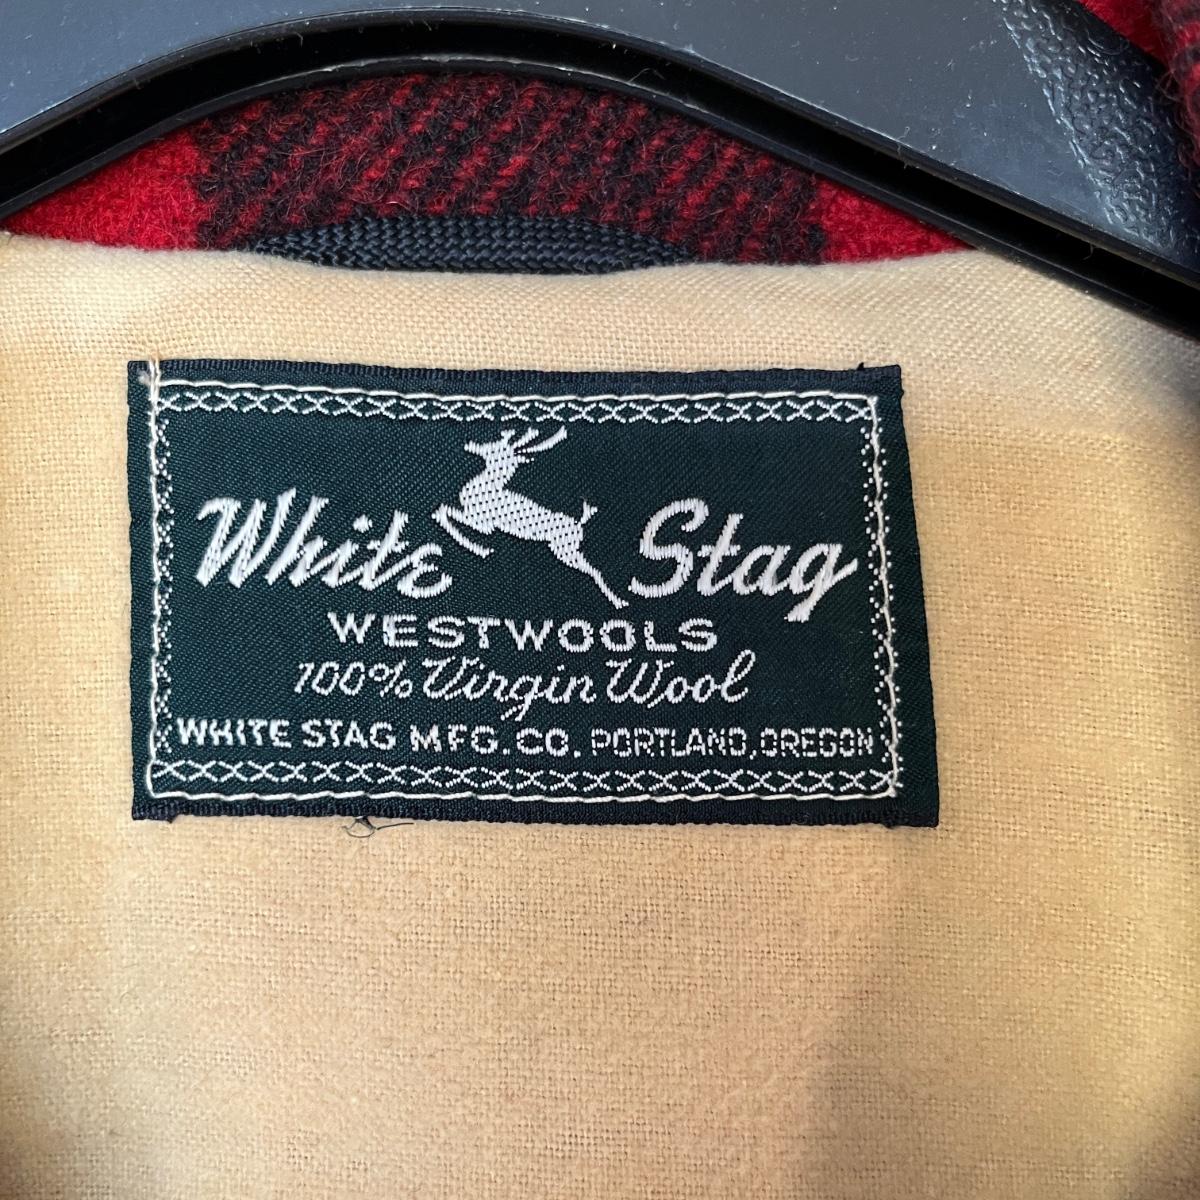 White Stag
WESTWOOLS
100% Virgin Wool
WHITE STAG MFG. CO. PORTLAND, OREGON